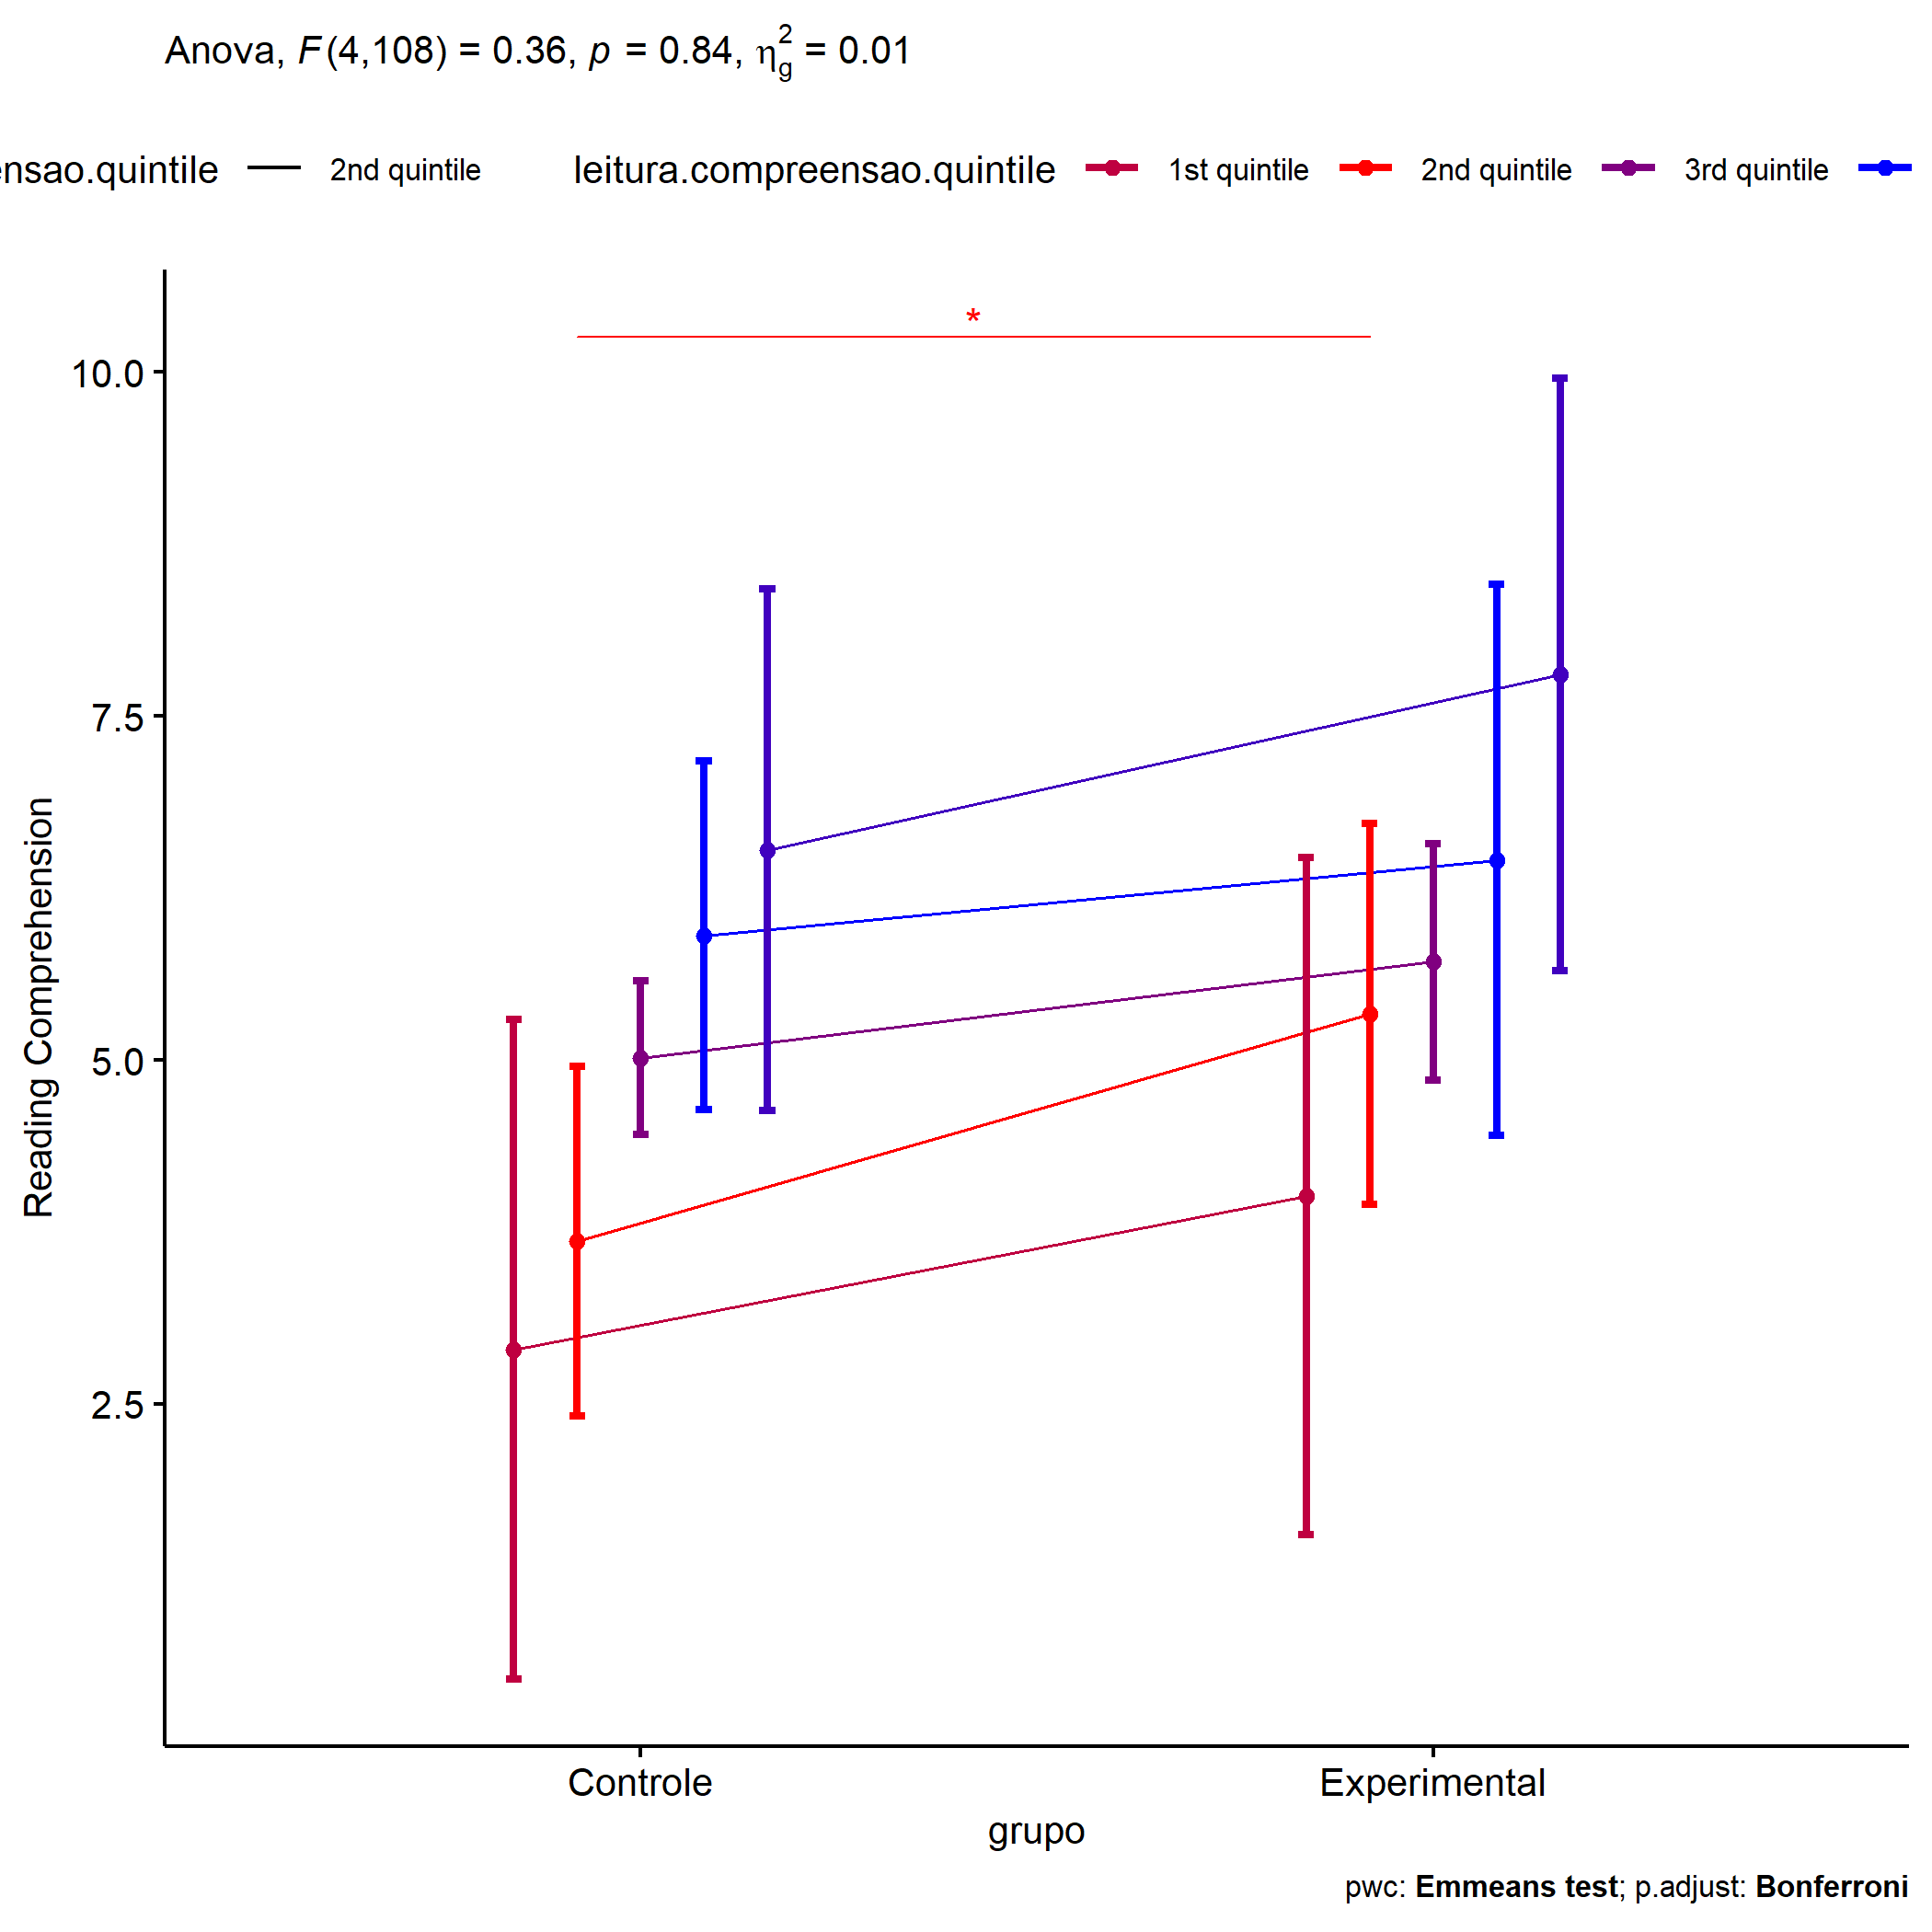 Anova, F(4,108) = 0.36, p = 0.84, η²g = 0.01
ensao.quintile 2nd quintile leitura.compreensao.quintile 1st quintile 2nd quintile 3rd quintile
*
10.0
7.5
5.0
2.5
Reading Comprehension
Controle Experimental
grupo
pwc: Emmeans test; p.adjust: Bonferroni